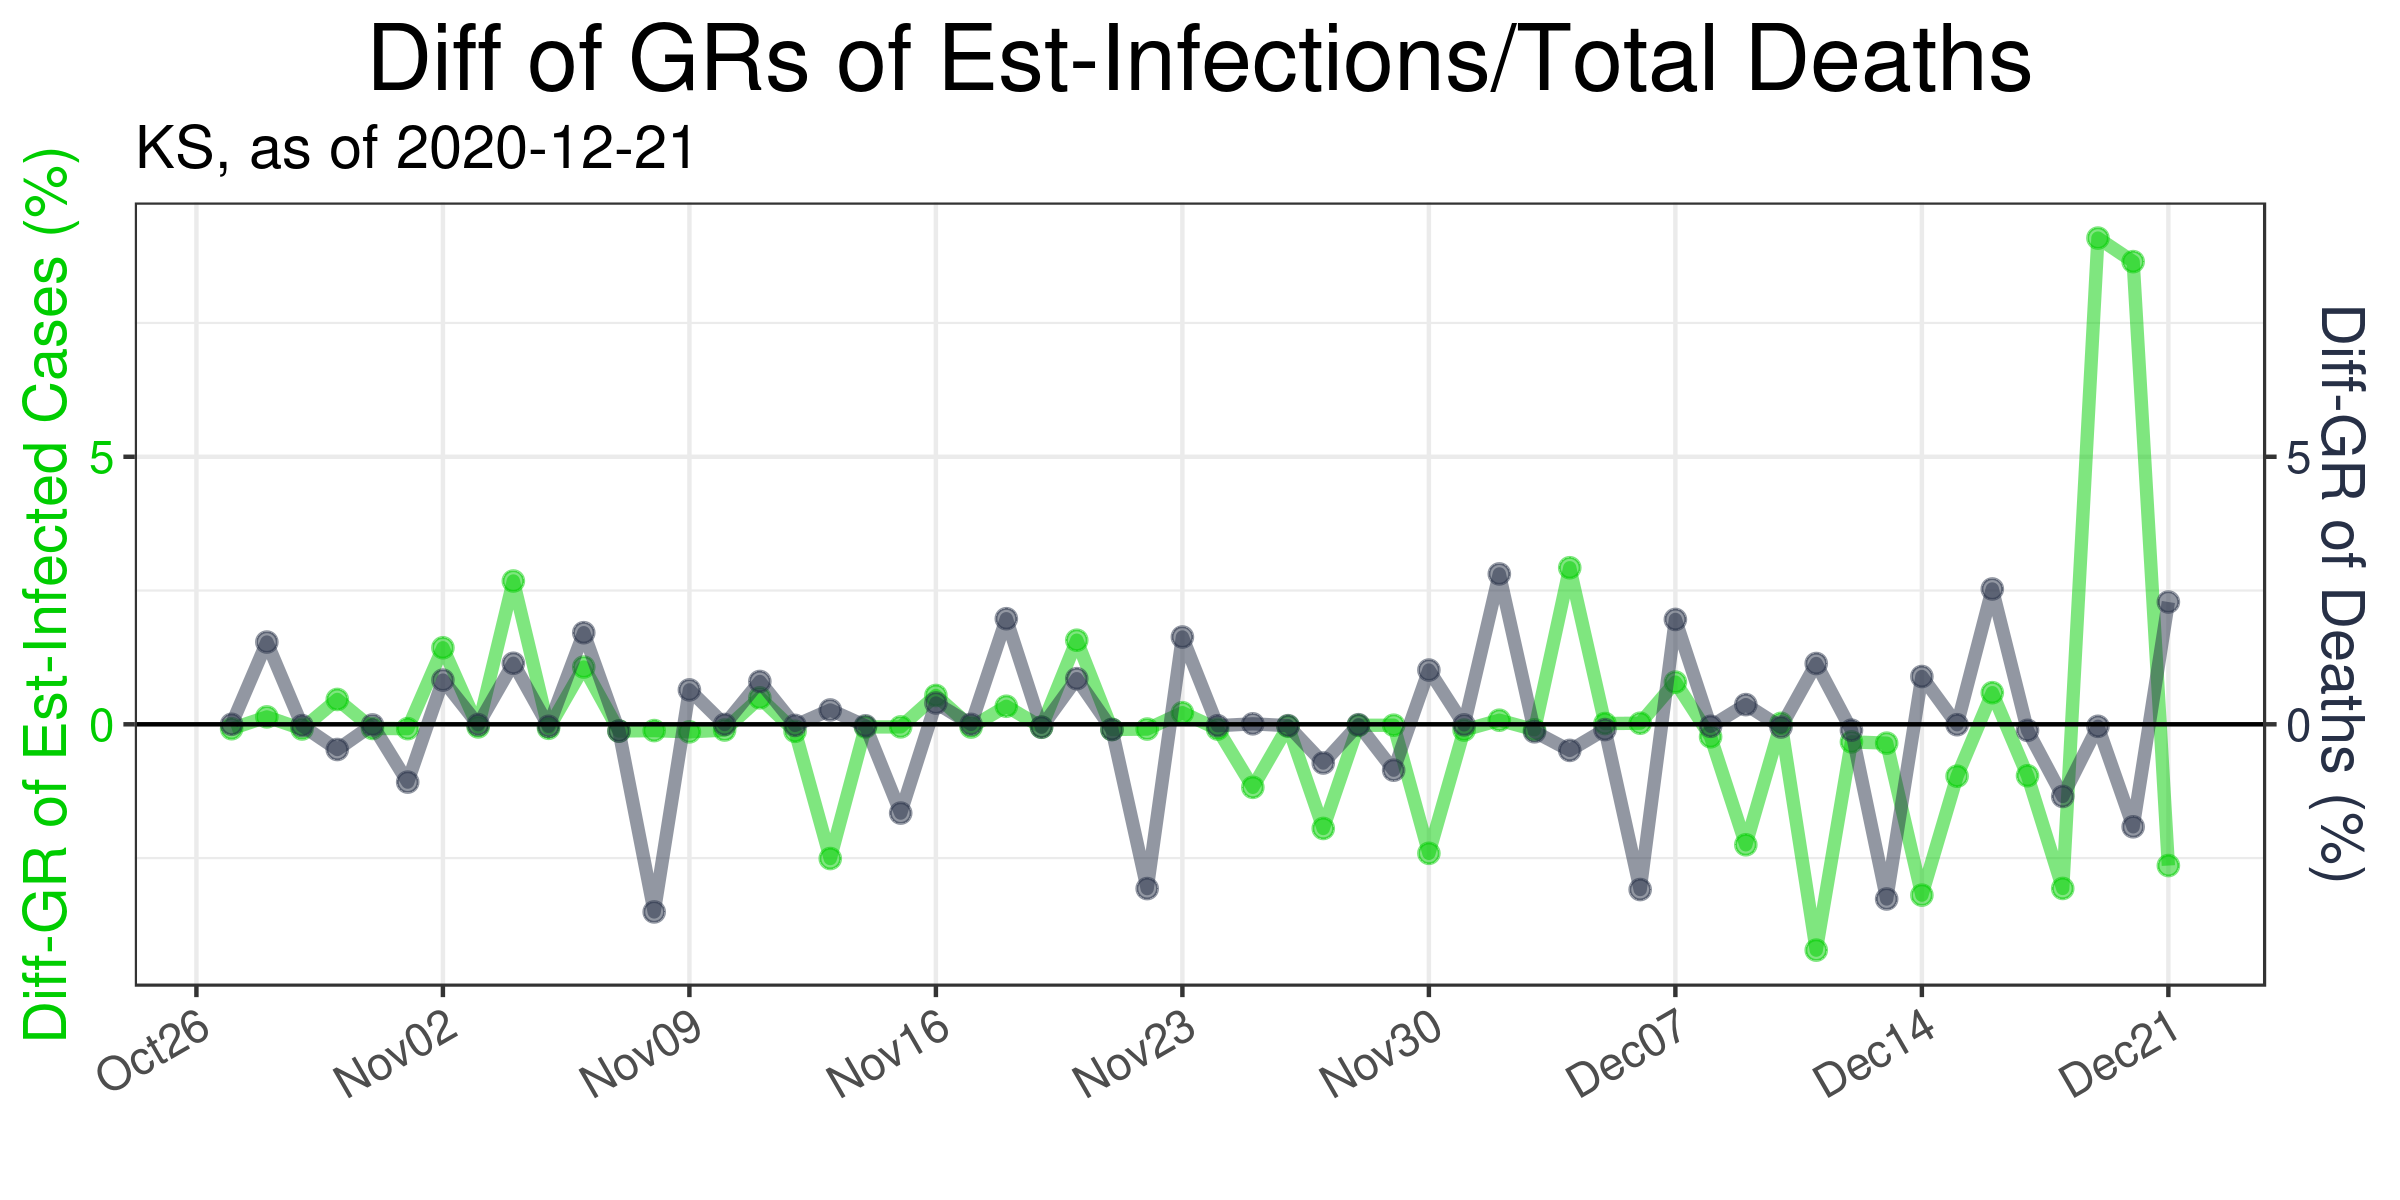 Diff of GRs of Est-Infections/Total Deaths
KS, as of 2020-12-21
Diff-GR of Est-Infected Cases (%)
5
0
5
0
Diff-GR of Deaths (%)
Oct26
Nov02
Nov09
Nov16
Nov23
Nov30
Dec07
Dec14
Dec21